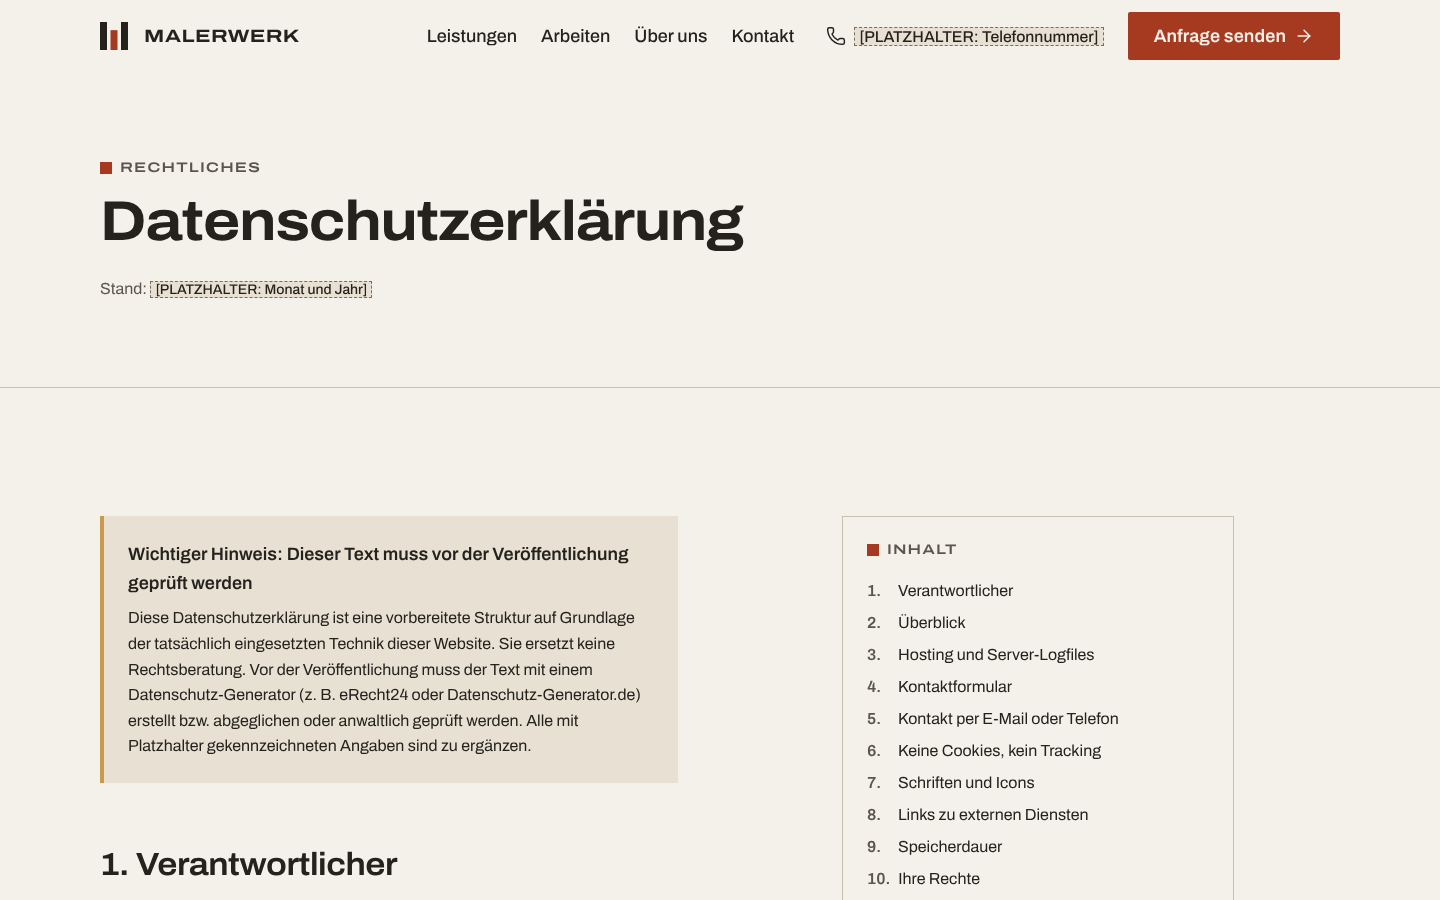 MALERWERK
Leistungen Arbeiten Über uns Kontakt [PLATZHALTER: Telefonnummer] Anfrage senden →
RECHTLICHES
Datenschutzerklärung
Stand: [PLATZHALTER: Monat und Jahr]
Wichtiger Hinweis: Dieser Text muss vor der Veröffentlichung
geprüft werden
Diese Datenschutzerklärung ist eine vorbereitete Struktur auf Grundlage
der tatsächlich eingesetzten Technik dieser Website. Sie ersetzt keine
Rechtsberatung. Vor der Veröffentlichung muss der Text mit einem
Datenschutz-Generator (z. B. eRecht24 oder Datenschutz-Generator.de)
erstellt bzw. abgeglichen oder anwaltlich geprüft werden. Alle mit
Platzhalter gekennzeichneten Angaben sind zu ergänzen.
1. Verantwortlicher
INHALT
1. Verantwortlicher
2. Überblick
3. Hosting und Server-Logfiles
4. Kontaktformular
5. Kontakt per E-Mail oder Telefon
6. Keine Cookies, kein Tracking
7. Schriften und Icons
8. Links zu externen Diensten
9. Speicherdauer
10. Ihre Rechte